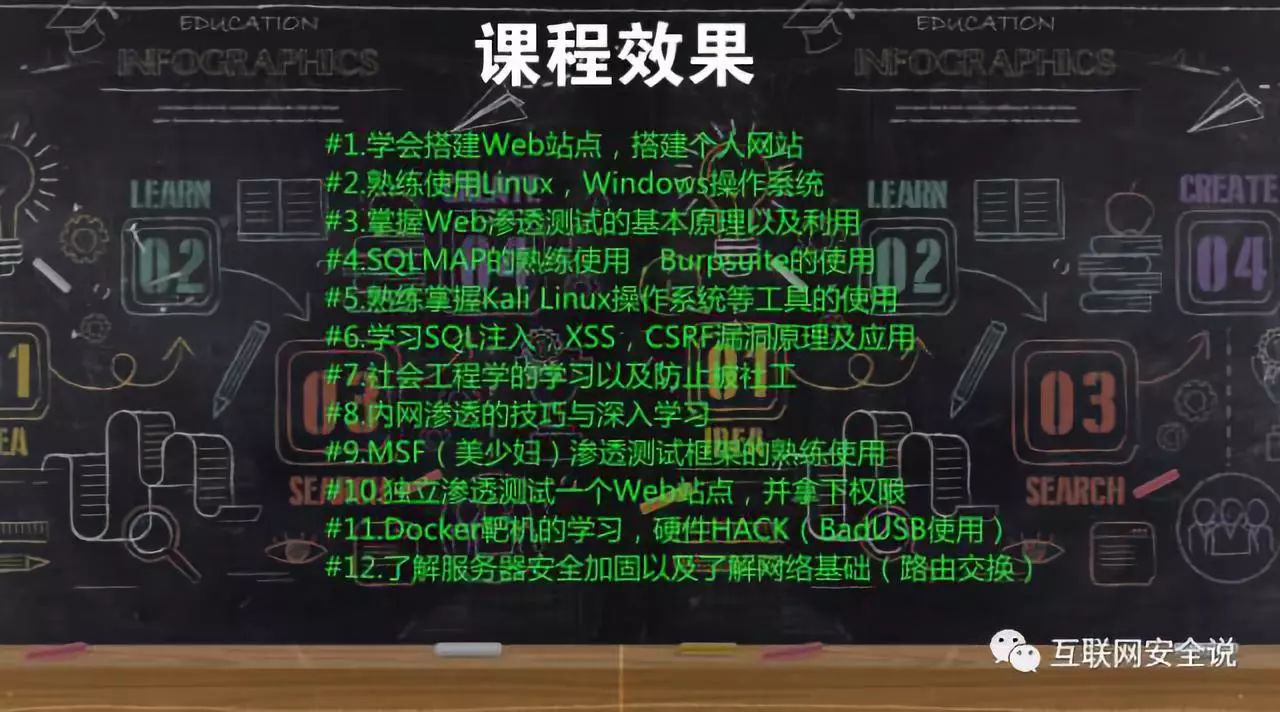 EDUCATION
INFOGRAPHICS
EDUCATION
INFOGRAPHICS
课程效果
#1.学会搭建Web站点，搭建个人网站
#2.熟练使用Linux，Windows操作系统
#3.掌握Web渗透测试的基本原理以及利用
#4.SQLMAP的熟练使用 Burpsuite的使用
#5.熟练掌握Kali Linux操作系统等工具的使用
#6.学习SQL注入，XSS，CSRF漏洞原理及应用
#7.社会工程学的学习以及防止被社工
#8.内网渗透的技巧与深入学习
#9.MSF（美少妇）渗透测试框架的熟练使用
#10.独立渗透测试一个Web站点，并拿下权限
#11.Docker靶机的学习，硬件HACK（BadUSB使用）
#12.了解服务器安全加固以及了解网络基础（路由交换）
LEARN
02
LEARN
02
CREATE
04
CREATE
04
1
EA
03
SEARCH
01
IDEA
03
SEARCH
互联网安全说